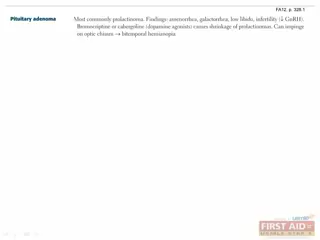 FA12, p. 328.1
Pituitary adenoma Most commonly prolactinoma. Findings: amenorrhea, galactorrhea, low libido, infertility (↓ GnRH).
Bromocriptine or cabergoline (dopamine agonists) causes shrinkage of prolactinomas. Can impinge
on optic chiasm → bitemporal hemianopia
FIRST AID